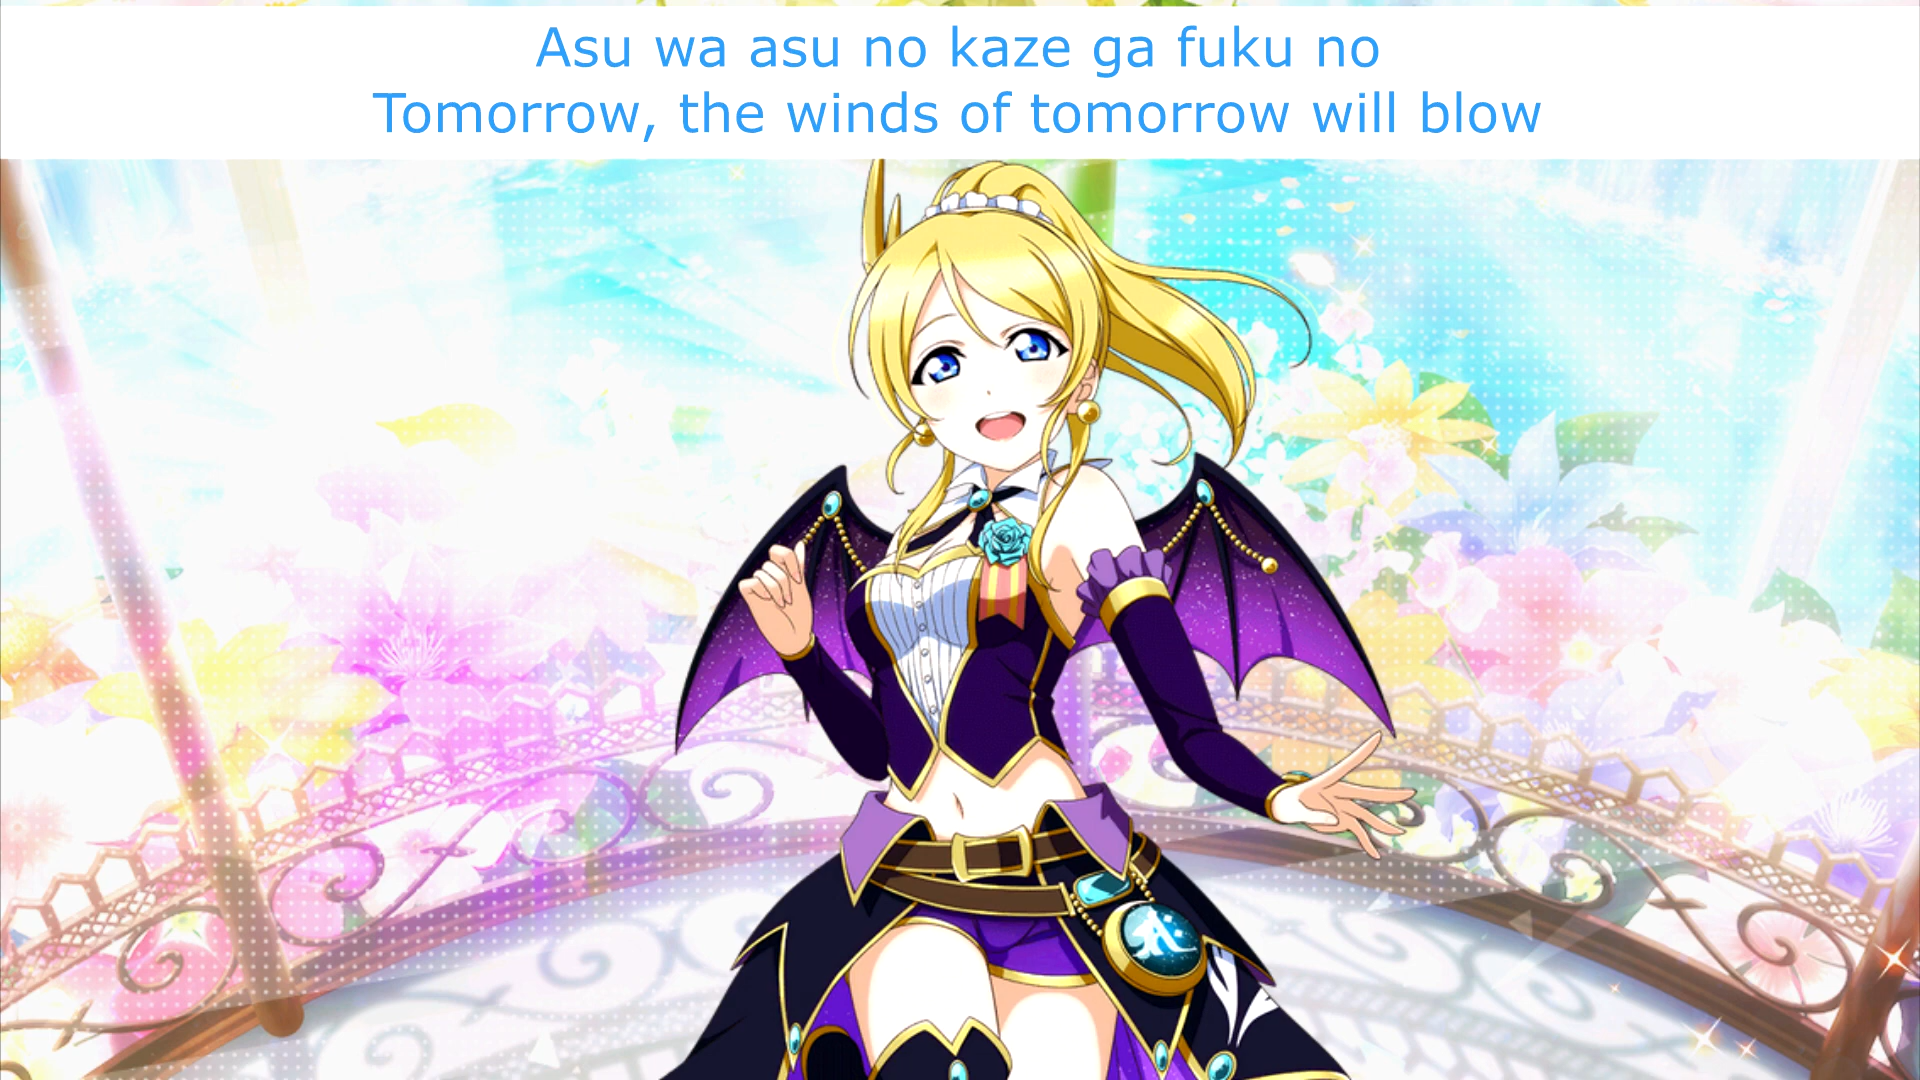 Asu wa asu no kaze ga fuku no
Tomorrow, the winds of tomorrow will blow